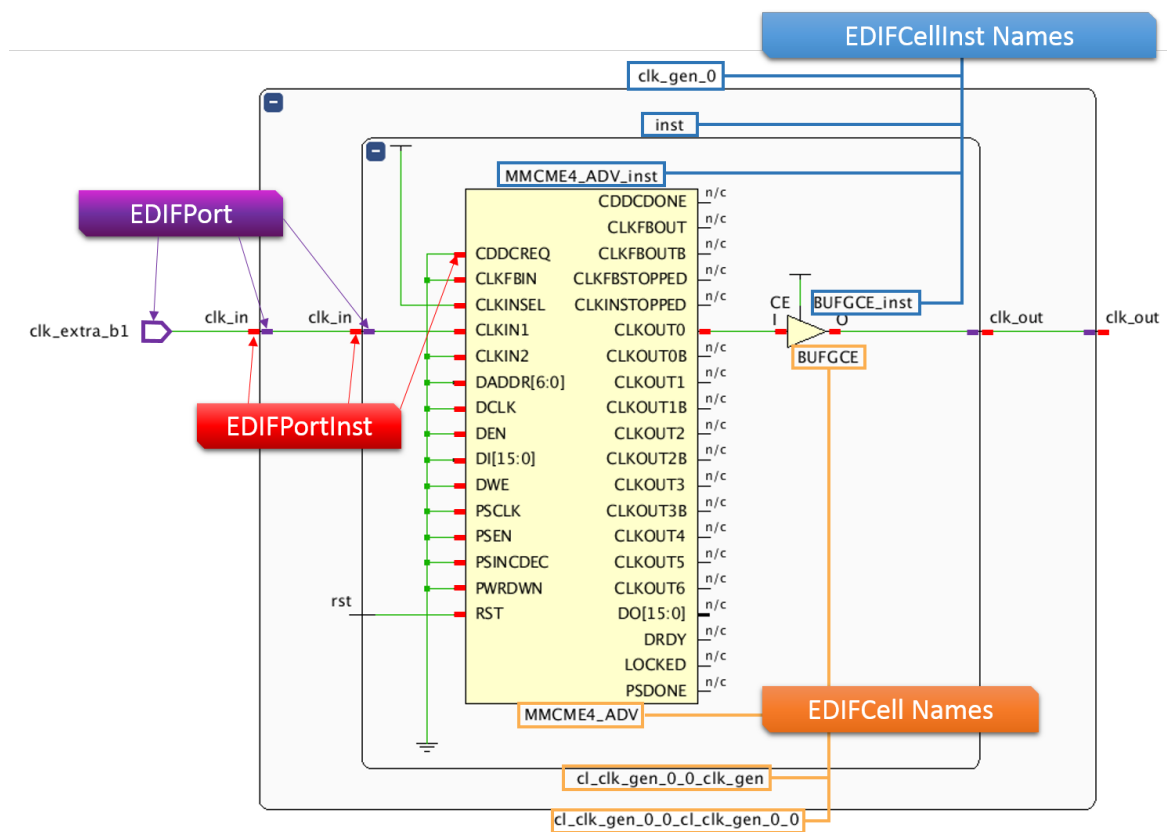 EDIFCellInst Names
clk_gen_0
inst
MMCME4_ADV_inst
EDIFPort
EDIFPortInst
clk_extra_b1
clk_in
clk_in
rst
CDDCREQ
CLKFBIN
CLKINSEL
CLKIN1
CLKIN2
DADDR[6:0]
DCLK
DEN
DI[15:0]
DWE
PSCLK
PSEN
PSINCDEC
PWRDWN
RST
CDDCDONE n/c
CLKFBOUT n/c
CLKFBOUTB n/c
CLKFBSTOPPED n/c
CLKINSTOPPED n/c
CLKOUT0
CLKOUT0B n/c
CLKOUT1 n/c
CLKOUT1B n/c
CLKOUT2 n/c
CLKOUT2B n/c
CLKOUT3 n/c
CLKOUT3B n/c
CLKOUT4 n/c
CLKOUT5 n/c
CLKOUT6 n/c
DO[15:0] n/c
DRDY n/c
LOCKED n/c
PSDONE n/c
MMCME4_ADV
BUFGCE_inst
CE
I
O
BUFGCE
clk_out
clk_out
EDIFCell Names
cl_clk_gen_0_0_clk_gen
cl_clk_gen_0_0_cl_clk_gen_0_0